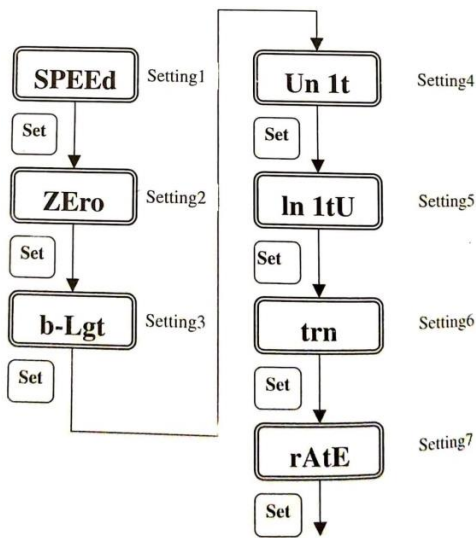 SPEEd Setting1
Set
ZEro Setting2
Set
b-Lgt Setting3
Set
Un 1t Setting4
Set
ln 1tU Setting5
Set
trn Setting6
Set
rAtE Setting7
Set